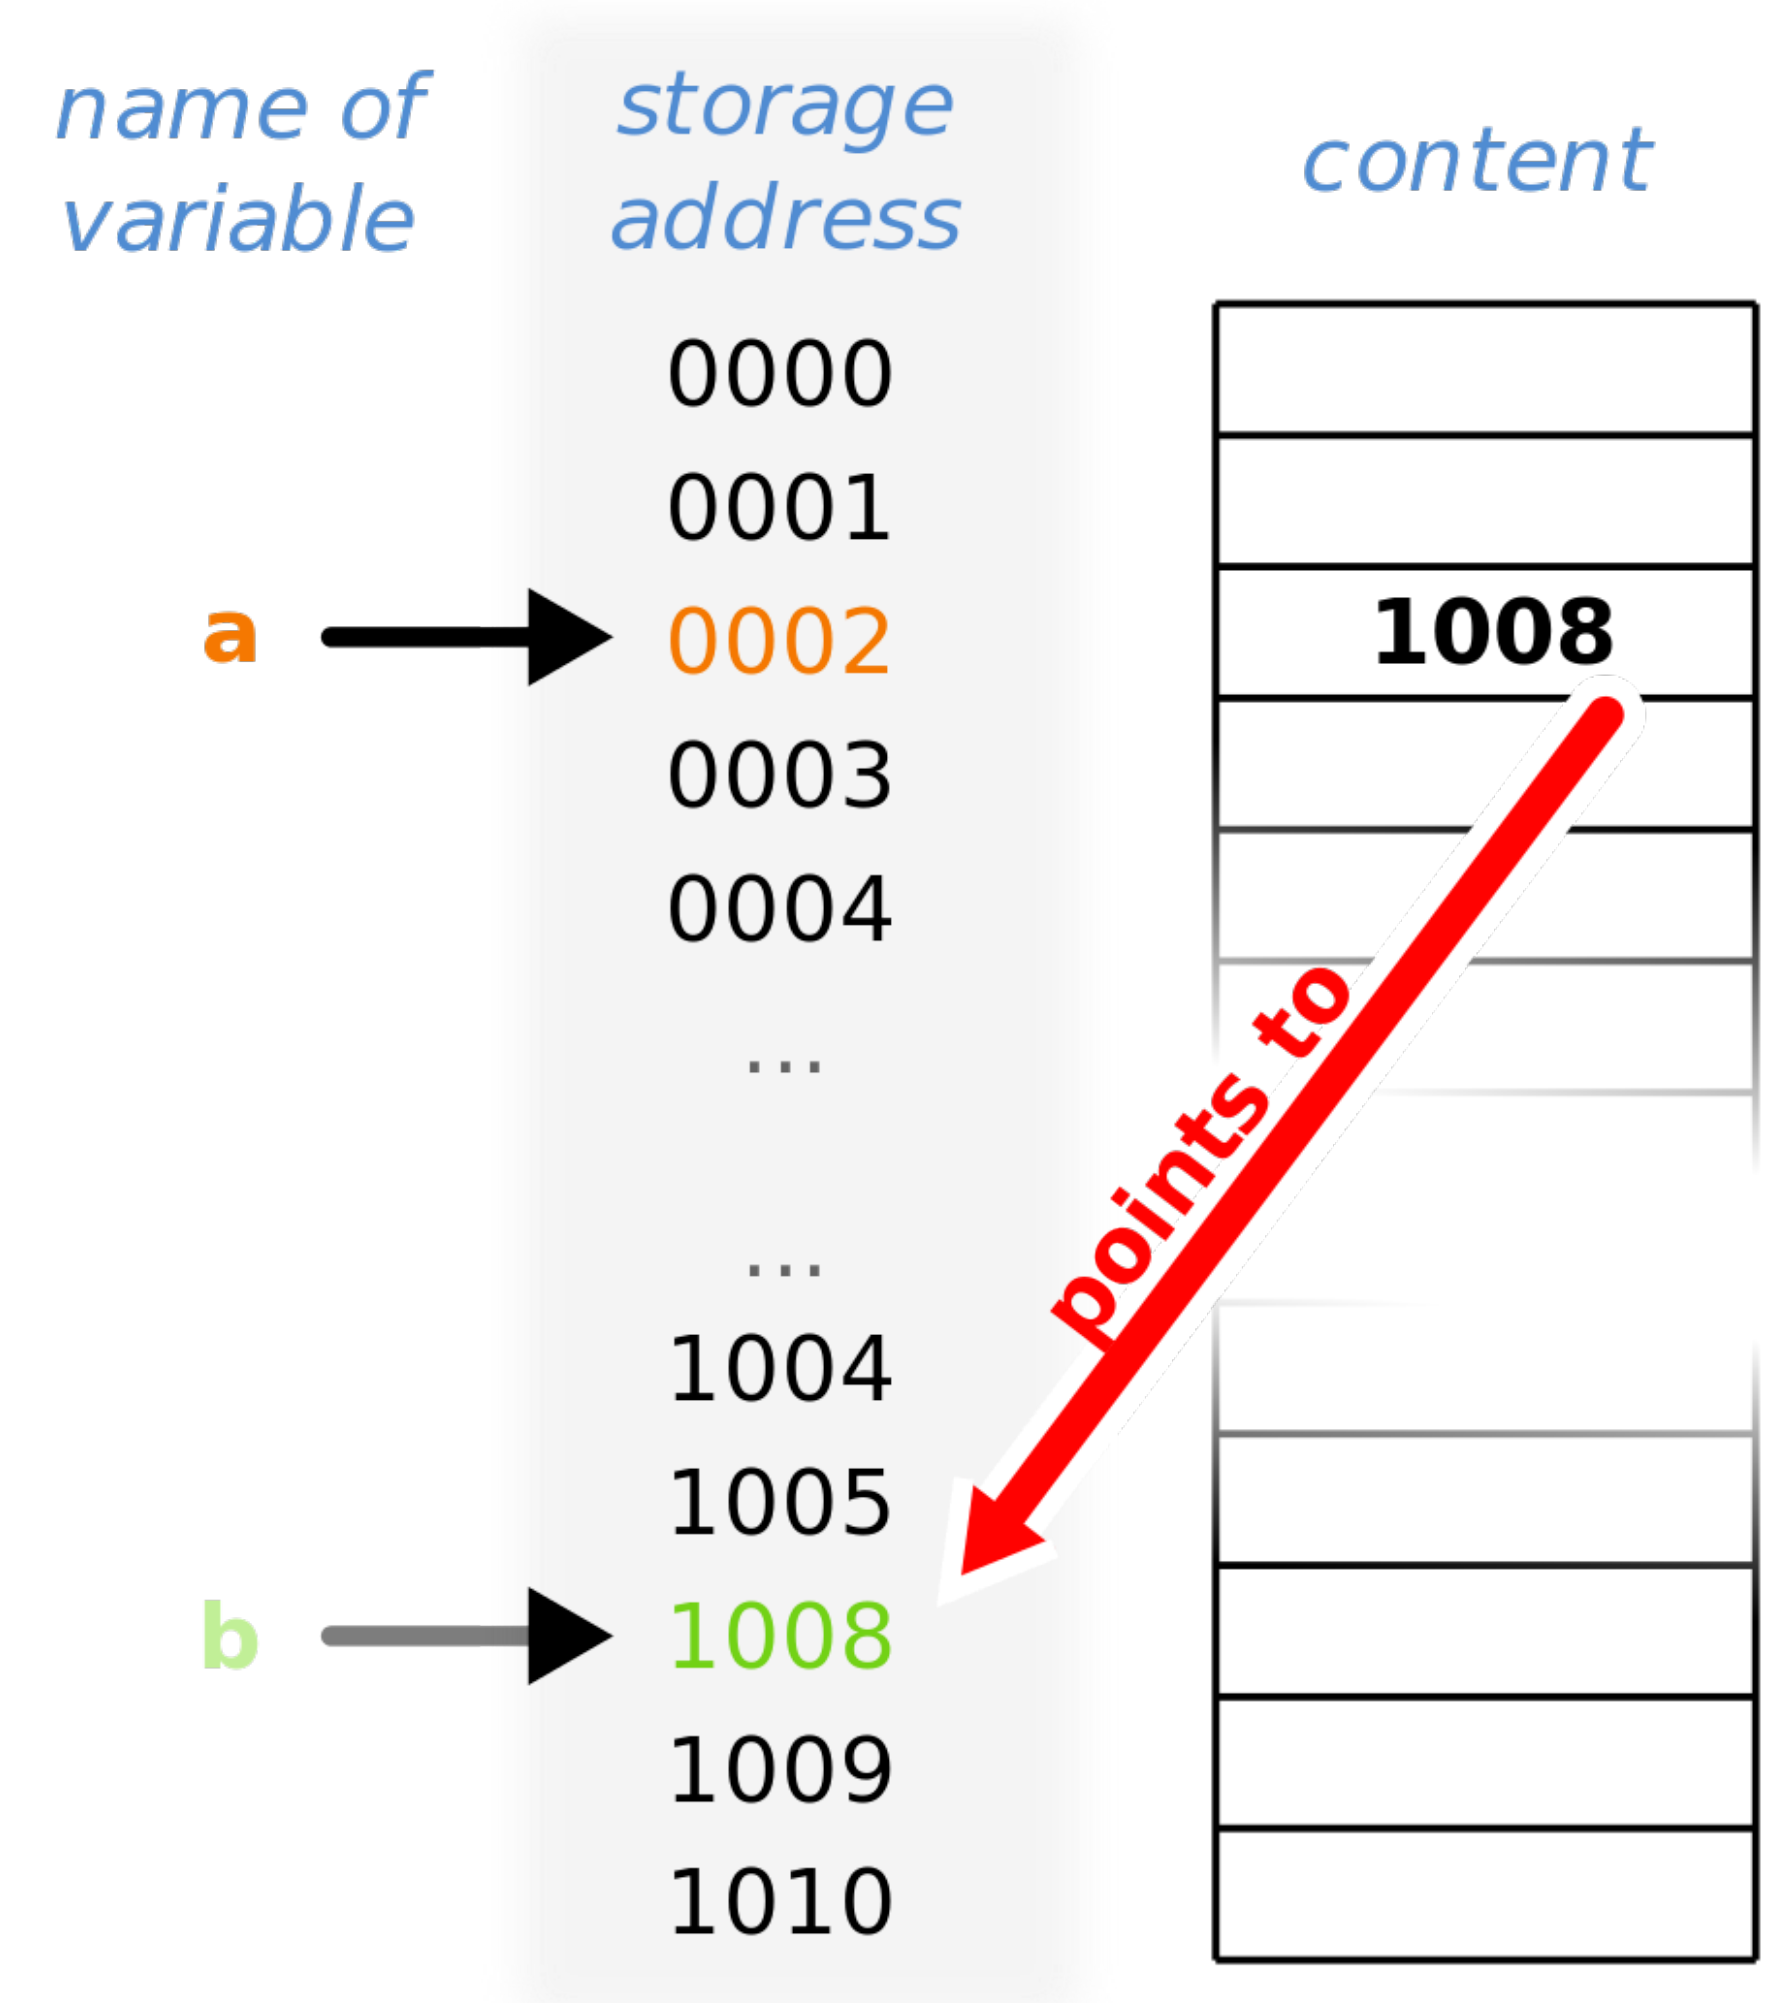 name of
variable
storage
address
content
0000
0001
a
0002
1008
0003
0004
...
points to
...
1004
1005
b
1008
1009
1010